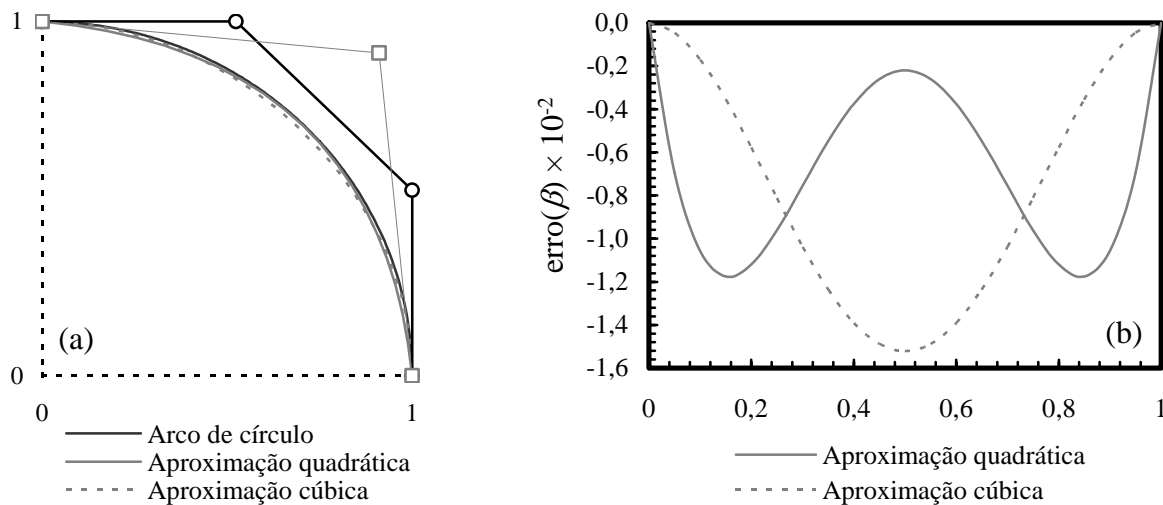 1
(a)
0
0
1
Arco de círculo
Aproximação quadrática
Aproximação cúbica
erro(β) × 10⁻²
0,0
-0,2
-0,4
-0,6
-0,8
-1,0
-1,2
-1,4
-1,6
(b)
0
0,2
0,4
0,6
0,8
1
Aproximação quadrática
Aproximação cúbica